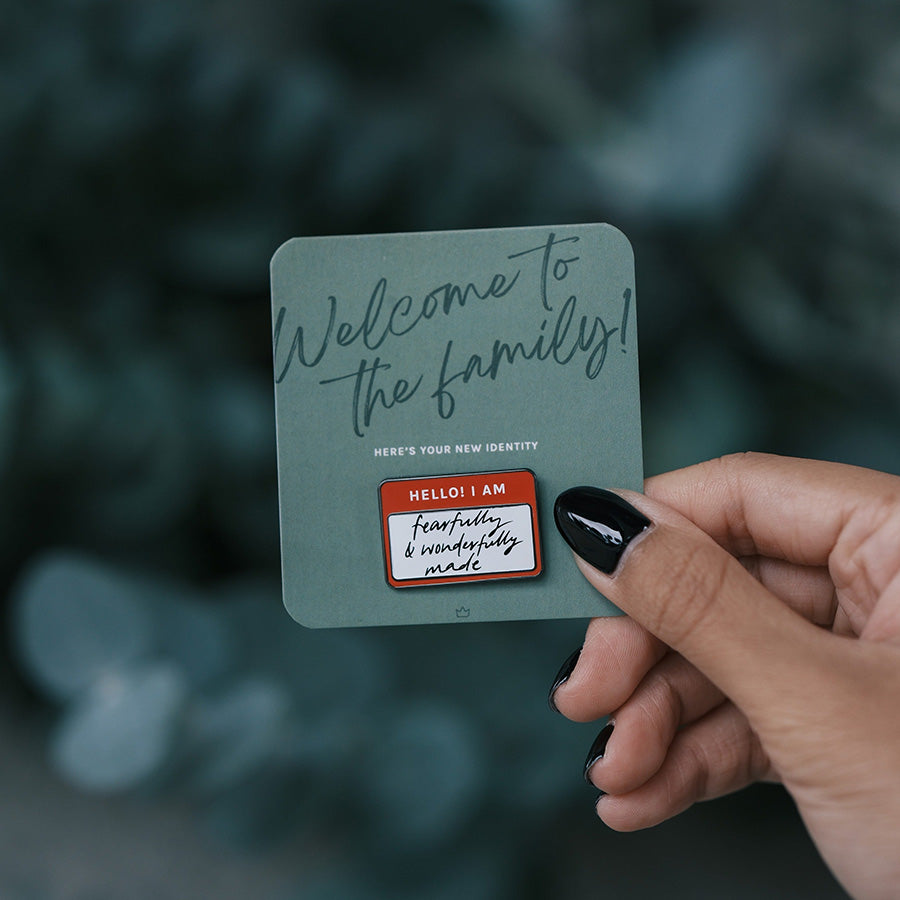 Welcome to
the family!
HERE'S YOUR NEW IDENTITY
HELLO! I AM
fearfully
& wonderfully
made